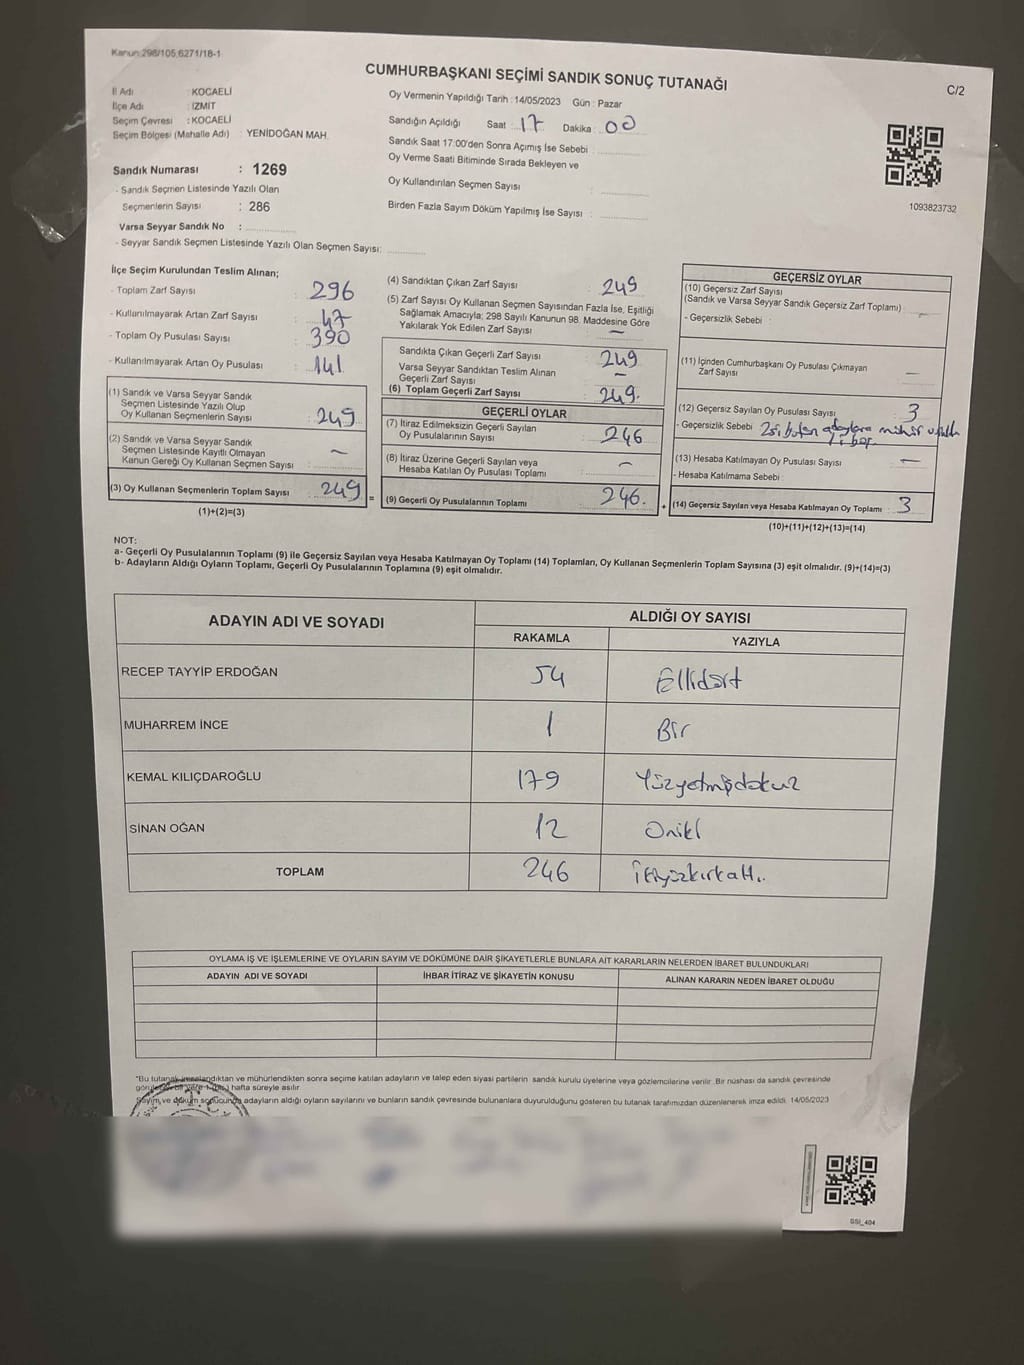 Kanun:298/105,6271/18-1
CUMHURBAŞKANI SEÇİMİ SANDIK SONUÇ TUTANAĞI
C/2
İl Adı : KOCAELİ
İlçe Adı : İZMİT
Seçim Çevresi : KOCAELİ
Seçim Bölgesi (Mahalle Adı) : YENİDOĞAN MAH.
Sandık Numarası : 1269
- Sandık Seçmen Listesinde Yazılı Olan
Seçmenlerin Sayısı : 286
Varsa Seyyar Sandık No :
- Seyyar Sandık Seçmen Listesinde Yazılı Olan Seçmen Sayısı:
Oy Vermenin Yapıldığı Tarih : 14/05/2023 Gün : Pazar
Sandığın Açıldığı Saat : 17 Dakika : 00
Sandık Saat 17:00'den Sonra Açımış İse Sebebi :
Oy Verme Saati Bitiminde Sırada Bekleyen ve
Oy Kullandırılan Seçmen Sayısı :
Birden Fazla Sayım Döküm Yapılmış İse Sayısı :
1093823732
İlçe Seçim Kurulundan Teslim Alınan;
- Toplam Zarf Sayısı : 296
- Kullanılmayarak Artan Zarf Sayısı : 47
- Toplam Oy Pusulası Sayısı : 390
- Kullanılmayarak Artan Oy Pusulası : 141
(1) Sandık ve Varsa Seyyar Sandık
Seçmen Listesinde Yazılı Olup
Oy Kullanan Seçmenlerin Sayısı : 249
(2) Sandık ve Varsa Seyyar Sandık
Seçmen Listesinde Kayıtlı Olmayan
Kanun Gereği Oy Kullanan Seçmen Sayısı : -
(3) Oy Kullanan Seçmenlerin Toplam Sayısı : 249 =
(1)+(2)=(3)
(4) Sandıktan Çıkan Zarf Sayısı : 249
(5) Zarf Sayısı Oy Kullanan Seçmen Sayısından Fazla İse, Eşitliği
Sağlamak Amacıyla; 298 Sayılı Kanunun 98. Maddesine Göre
Yakılarak Yok Edilen Zarf Sayısı : -
Sandıkta Çıkan Geçerli Zarf Sayısı : 249
Varsa Seyyar Sandıktan Teslim Alınan
Geçerli Zarf Sayısı : -
(6) Toplam Geçerli Zarf Sayısı : 249.
GEÇERLİ OYLAR
(7) İtiraz Edilmeksizin Geçerli Sayılan
Oy Pusulalarının Sayısı : 246
(8) İtiraz Üzerine Geçerli Sayılan veya
Hesaba Katılan Oy Pusulası Toplamı : -
(9) Geçerli Oy Pusulalarının Toplamı : 246. +
GEÇERSİZ OYLAR
(10) Geçersiz Zarf Sayısı
(Sandık ve Varsa Seyyar Sandık Geçersiz Zarf Toplamı) : -
- Geçersizlik Sebebi :
(11) İçinden Cumhurbaşkanı Oy Pusulası Çıkmayan
Zarf Sayısı : -
(12) Geçersiz Sayılan Oy Pusulası Sayısı : 3
- Geçersizlik Sebebi : 2si bütün adaylara mühür
1 i boş.
(13) Hesaba Katılmayan Oy Pusulası Sayısı : -
- Hesaba Katılmama Sebebi :
(14) Geçersiz Sayılan veya Hesaba Katılmayan Oy Toplamı : 3
(10)+(11)+(12)+(13)=(14)
NOT:
a- Geçerli Oy Pusulalarının Toplamı (9) ile Geçersiz Sayılan veya Hesaba Katılmayan Oy Toplamı (14) Toplamları, Oy Kullanan Seçmenlerin Toplam Sayısına (3) eşit olmalıdır. (9)+(14)=(3)
b- Adayların Aldığı Oyların Toplamı, Geçerli Oy Pusulalarının Toplamına (9) eşit olmalıdır.
ADAYIN ADI VE SOYADI ALDIĞI OY SAYISI
RAKAMLA YAZIYLA
RECEP TAYYİP ERDOĞAN 54 Ellidört
MUHARREM İNCE 1 Bir
KEMAL KILIÇDAROĞLU 179 Yüzyetmişdokuz
SİNAN OĞAN 12 Oniki
TOPLAM 246 İkiyüzkırkaltı.
OYLAMA İŞ VE İŞLEMLERİNE VE OYLARIN SAYIM VE DÖKÜMÜNE DAİR ŞİKAYETLERLE BUNLARA AİT KARARLARIN NELERDEN İBARET BULUNDUKLARI
ADAYIN ADI VE SOYADI İHBAR İTİRAZ VE ŞİKAYETİN KONUSU ALINAN KARARIN NEDEN İBARET OLDUĞU
"Bu tutanak imzalandıktan ve mühürlendikten sonra seçime katılan adayların ve talep eden siyasi partilerin sandık kurulu üyelerine veya gözlemcilerine verilir. Bir nüshası da sandık çevresinde
hafta süreyle asılır.
Sayım ve döküm sonucunda adayların aldığı oyların sayılarını ve bunların sandık çevresinde bulunanlara duyurulduğunu gösteren bu tutanak tarafımızdan düzenlenerek imza edildi. 14/05/2023
T.C.
GSI_404